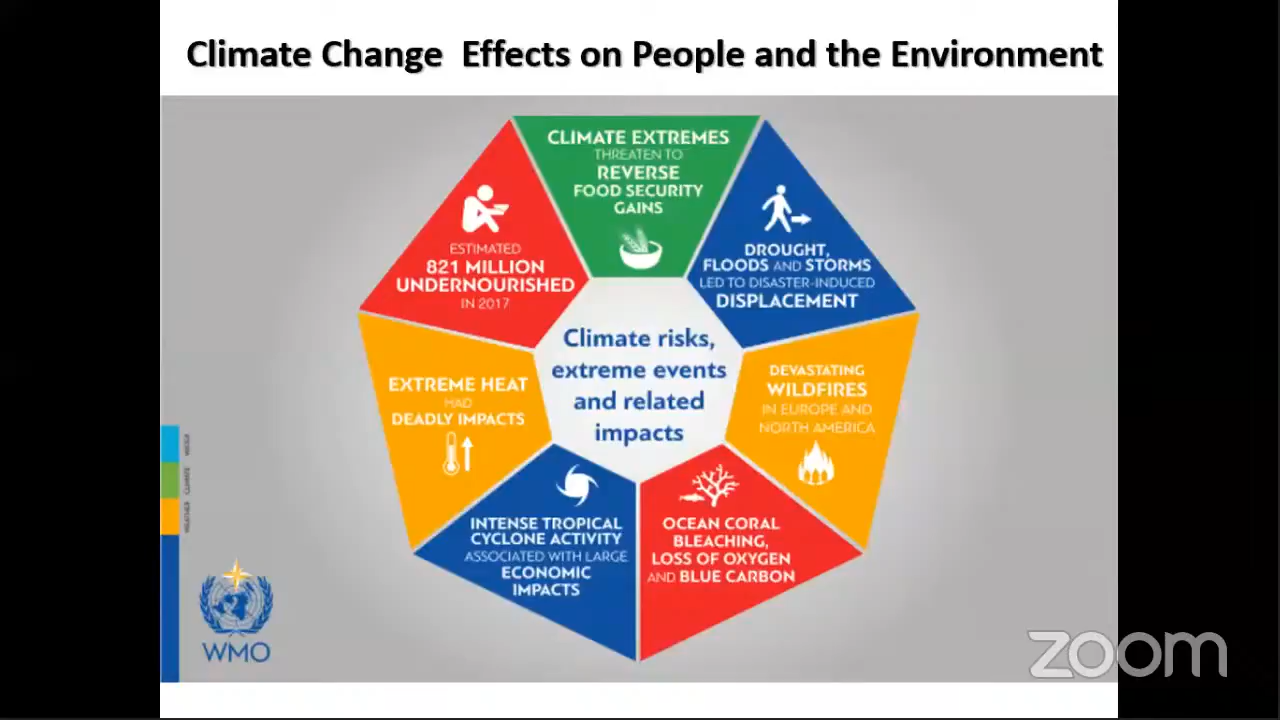 Climate Change Effects on People and the Environment
CLIMATE EXTREMES
THREATEN TO
REVERSE
FOOD SECURITY
GAINS
DROUGHT,
FLOODS AND STORMS
LED TO DISASTER-INDUCED
DISPLACEMENT
DEVASTATING
WILDFIRES
IN EUROPE AND
NORTH AMERICA
OCEAN CORAL
BLEACHING,
LOSS OF OXYGEN
AND BLUE CARBON
INTENSE TROPICAL
CYCLONE ACTIVITY
ASSOCIATED WITH LARGE
ECONOMIC
IMPACTS
EXTREME HEAT
HAD
DEADLY IMPACTS
ESTIMATED
821 MILLION
UNDERNOURISHED
IN 2017
Climate risks,
extreme events
and related
impacts
WEATHER CLIMATE WATER
WMO
zoom